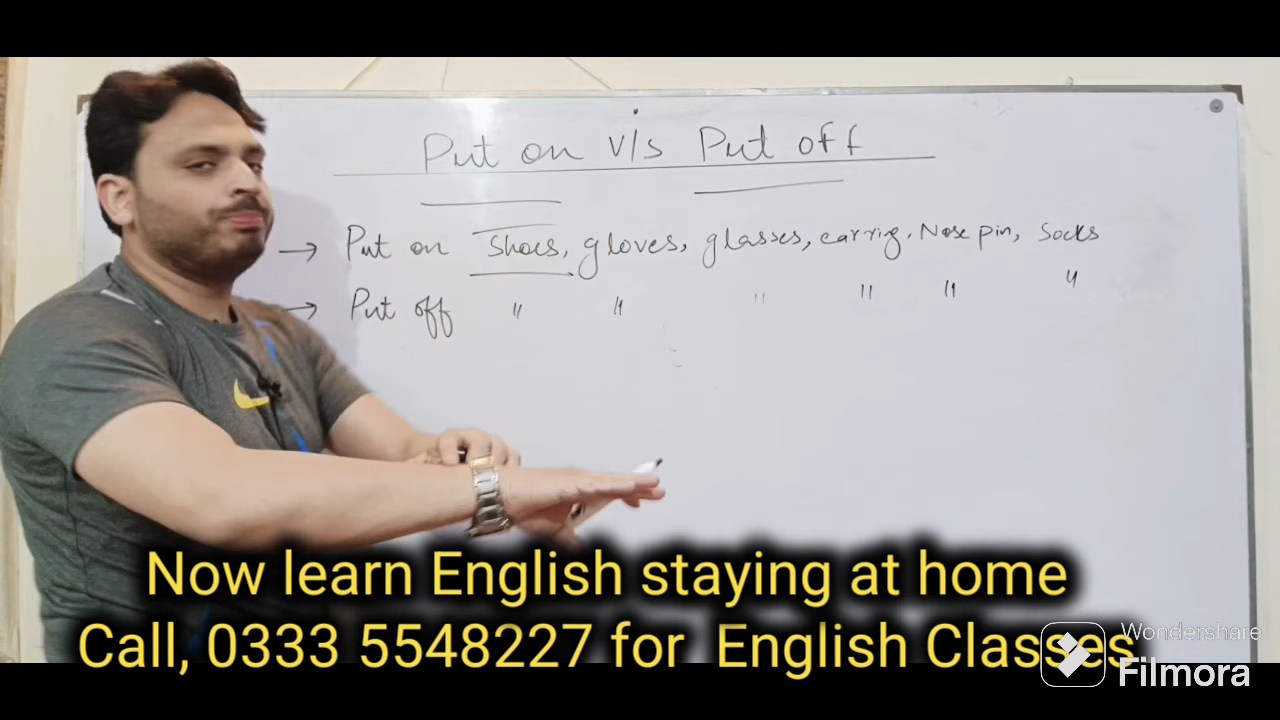 Put on v/s Put off
→ Put on shoes, gloves, glasses, earring, Nose pin, Socks
→ Put off " " " " " "
Now learn English staying at home
Call, 0333 5548227 for English Classes
Wondershare
Filmora